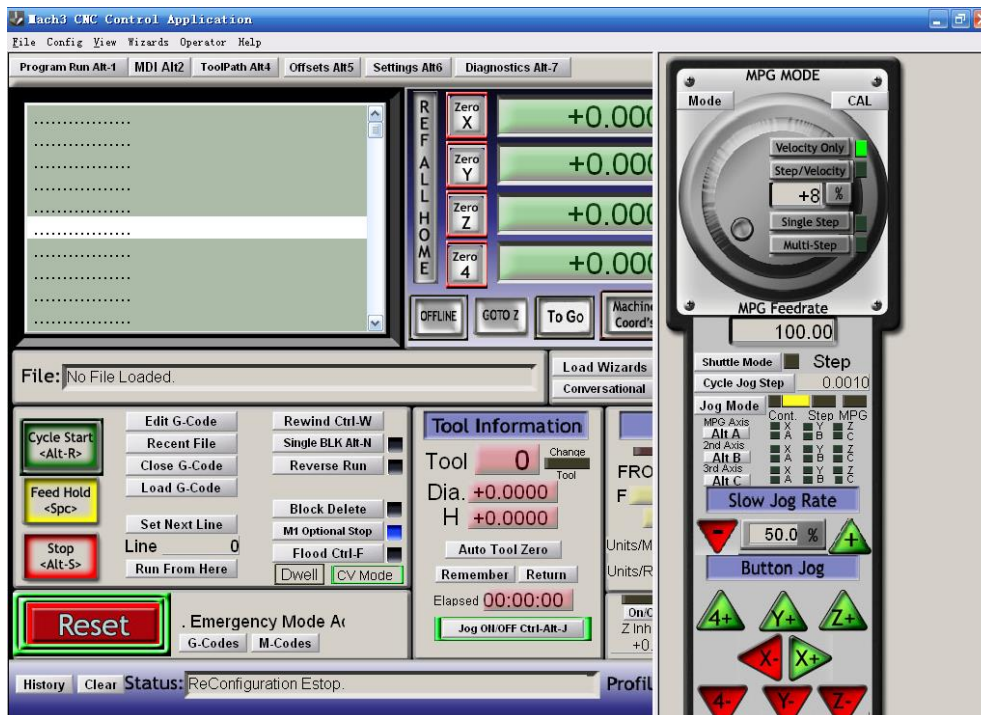 Mach3 CNC Control Application
File Config View Wizards Operator Help
Program Run Alt-1 MDI Alt2 ToolPath Alt4 Offsets Alt5 Settings Alt6 Diagnostics Alt-7
REF ALL HOME
Zero X +0.000
Zero Y +0.000
Zero Z +0.000
Zero 4 +0.000
OFFLINE GOTO Z To Go Machine Coord's
File: No File Loaded.
Load Wizards
Conversational
Cycle Start <Alt-R>
Feed Hold <Spc>
Stop <Alt-S>
Edit G-Code
Recent File
Close G-Code
Load G-Code
Set Next Line
Line 0
Run From Here
Rewind Ctrl-W
Single BLK Alt-N
Reverse Run
Block Delete
M1 Optional Stop
Flood Ctrl-F
Dwell CV Mode
Tool Information
Tool 0 Change Tool
Dia. +0.0000
H +0.0000
Auto Tool Zero
Remember Return
Elapsed 00:00:00
Jog ON/OFF Ctrl-Alt-J
FRO
F
Units/M
Units/R
On/O
Z Inh
+0.
Reset
. Emergency Mode Ac
G-Codes M-Codes
History Clear Status: ReConfiguration Estop.
Profil
MPG MODE
Mode CAL
Velocity Only
Step/Velocity
+8 %
Single Step
Multi-Step
MPG Feedrate
100.00
Shuttle Mode Step
Cycle Jog Step 0.0010
Jog Mode Cont. Step MPG
MPG Axis X Y Z
Alt A A B C
2nd Axis X Y Z
Alt B A B C
3rd Axis X Y Z
Alt C A B C
Slow Jog Rate
- 50.0 % +
Button Jog
4+ Y+ Z+
X- X+
4- Y- Z-